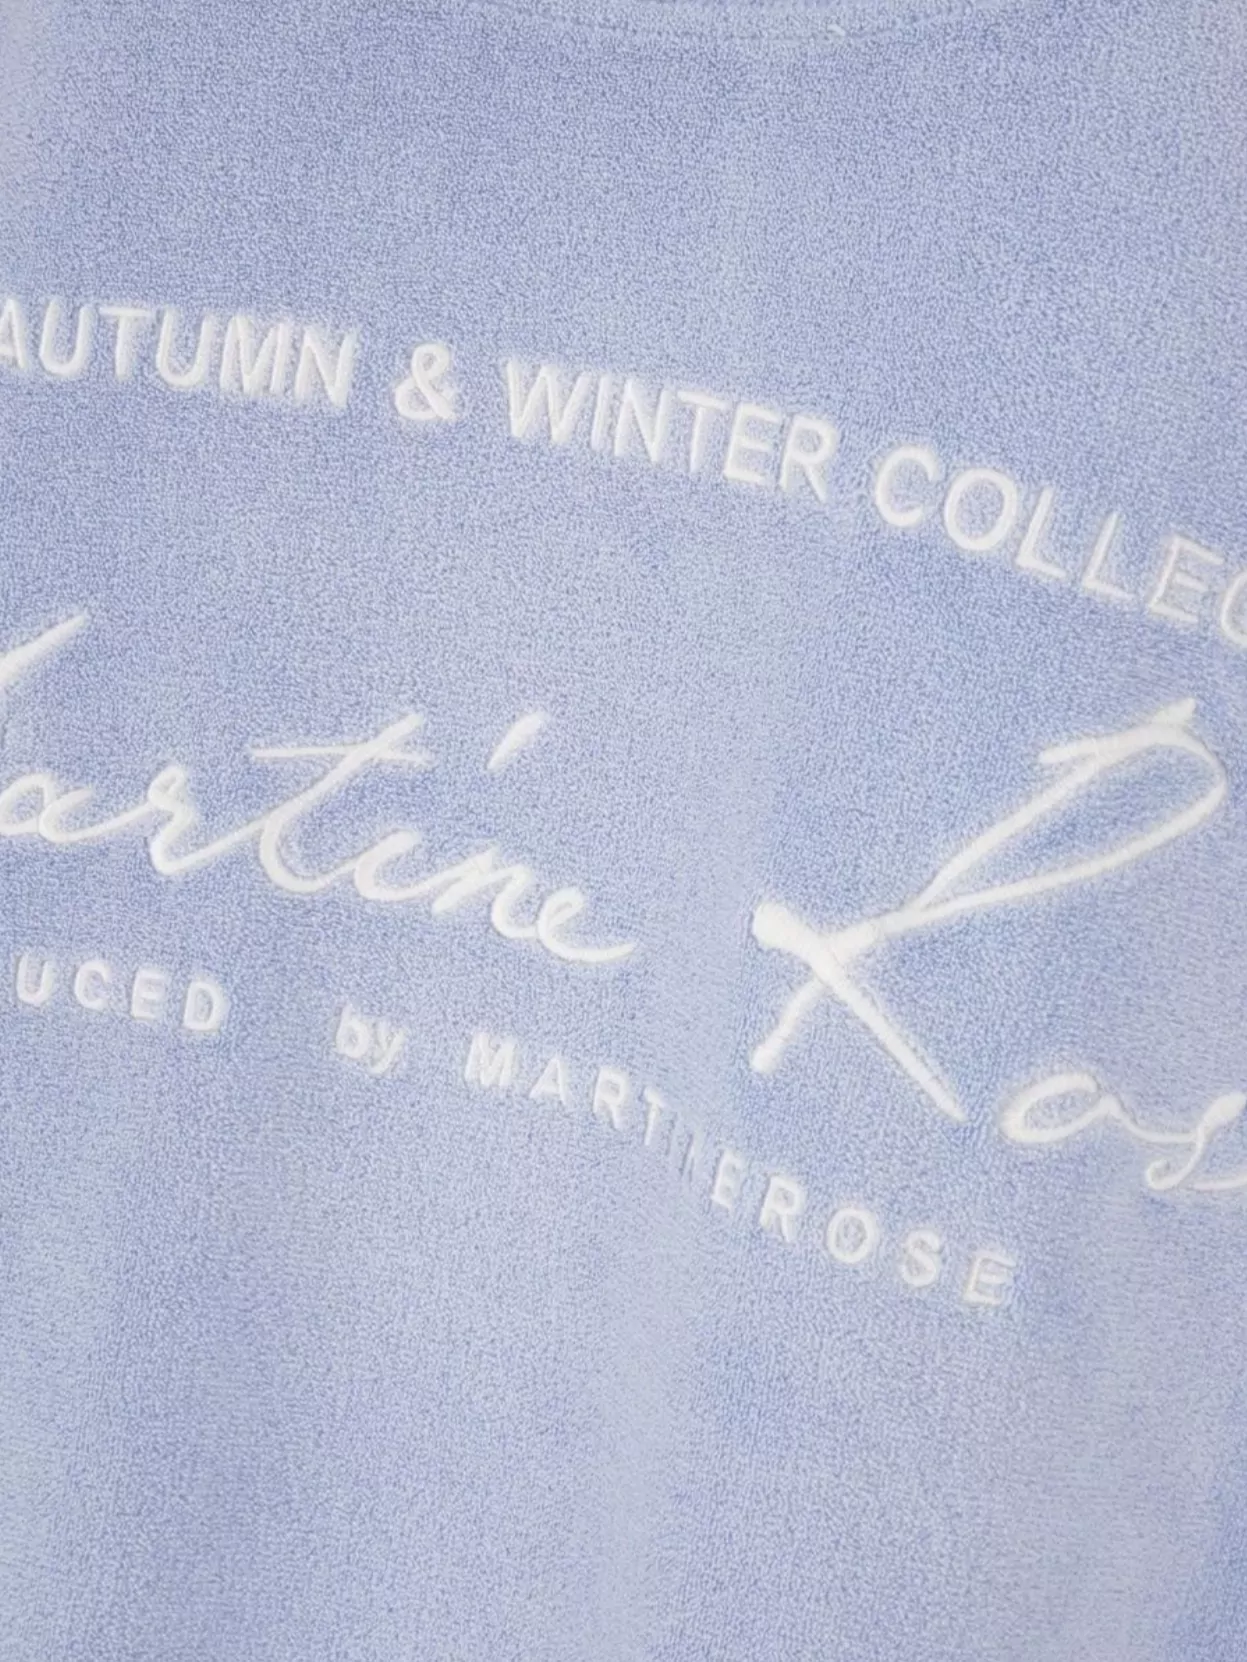 AUTUMN & WINTER COLLEC
artine Ros
UCED by MARTINEROSE